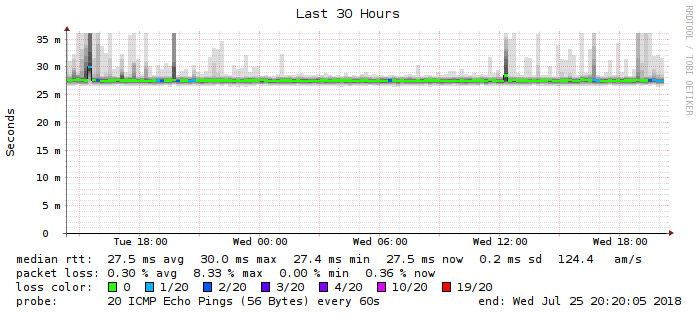 Last 30 Hours
RRDTOOL / TOBI OETIKER
Seconds
35 m
30 m
25 m
20 m
15 m
10 m
5 m
0
Tue 18:00 Wed 00:00 Wed 06:00 Wed 12:00 Wed 18:00
median rtt: 27.5 ms avg 30.0 ms max 27.4 ms min 27.5 ms now 0.2 ms sd 124.4 am/s
packet loss: 0.30 % avg 8.33 % max 0.00 % min 0.36 % now
loss color: 0 1/20 2/20 3/20 4/20 10/20 19/20
probe: 20 ICMP Echo Pings (56 Bytes) every 60s end: Wed Jul 25 20:20:05 2018